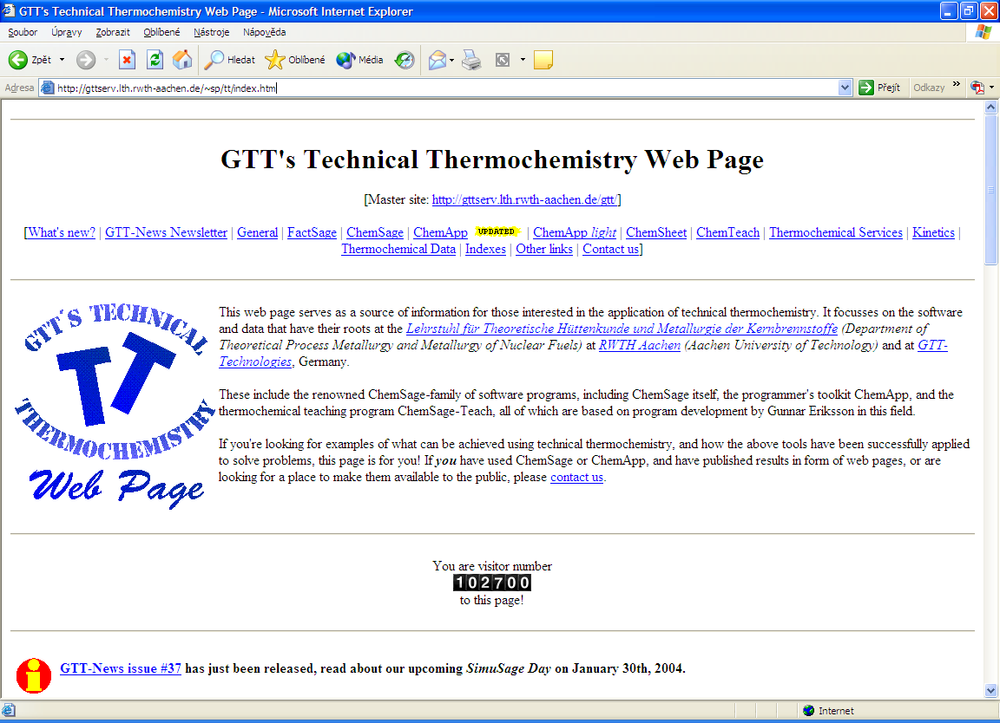 GTT's Technical Thermochemistry Web Page - Microsoft Internet Explorer
Soubor Úpravy Zobrazit Oblíbené Nástroje Nápověda
Zpět Hledat Oblíbené Média
Adresa http://gttserv.lth.rwth-aachen.de/~sp/tt/index.htm Přejít Odkazy »
GTT's Technical Thermochemistry Web Page
[Master site: http://gttserv.lth.rwth-aachen.de/gtt/]
[What's new? | GTT-News Newsletter | General | FactSage | ChemSage | ChemApp UPDATED | ChemApp light | ChemSheet | ChemTeach | Thermochemical Services | Kinetics |
Thermochemical Data | Indexes | Other links | Contact us]
GTT'S TECHNICAL
TT
THERMOCHEMISTRY
Web Page
This web page serves as a source of information for those interested in the application of technical thermochemistry. It focusses on the software
and data that have their roots at the Lehrstuhl für Theoretische Hüttenkunde und Metallurgie der Kernbrennstoffe (Department of
Theoretical Process Metallurgy and Metallurgy of Nuclear Fuels) at RWTH Aachen (Aachen University of Technology) and at GTT-
Technologies, Germany.
These include the renowned ChemSage-family of software programs, including ChemSage itself, the programmer's toolkit ChemApp, and the
thermochemical teaching program ChemSage-Teach, all of which are based on program development by Gunnar Eriksson in this field.
If you're looking for examples of what can be achieved using technical thermochemistry, and how the above tools have been successfully applied
to solve problems, this page is for you! If you have used ChemSage or ChemApp, and have published results in form of web pages, or are
looking for a place to make them available to the public, please contact us.
You are visitor number
102700
to this page!
GTT-News issue #37 has just been released, read about our upcoming SimuSage Day on January 30th, 2004.
Internet